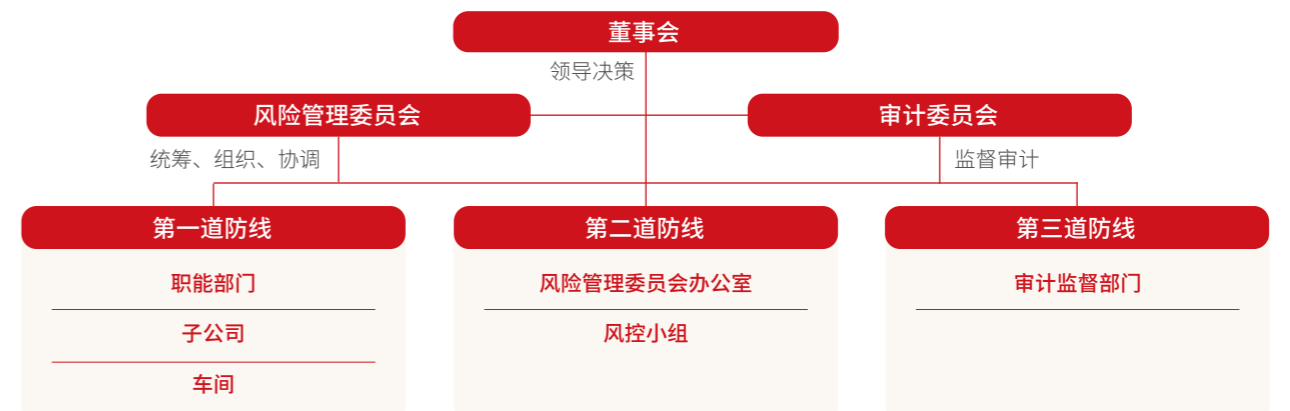 董事会
领导决策
风险管理委员会
审计委员会
统筹、组织、协调
监督审计
第一道防线
职能部门
子公司
车间
第二道防线
风险管理委员会办公室
风控小组
第三道防线
审计监督部门